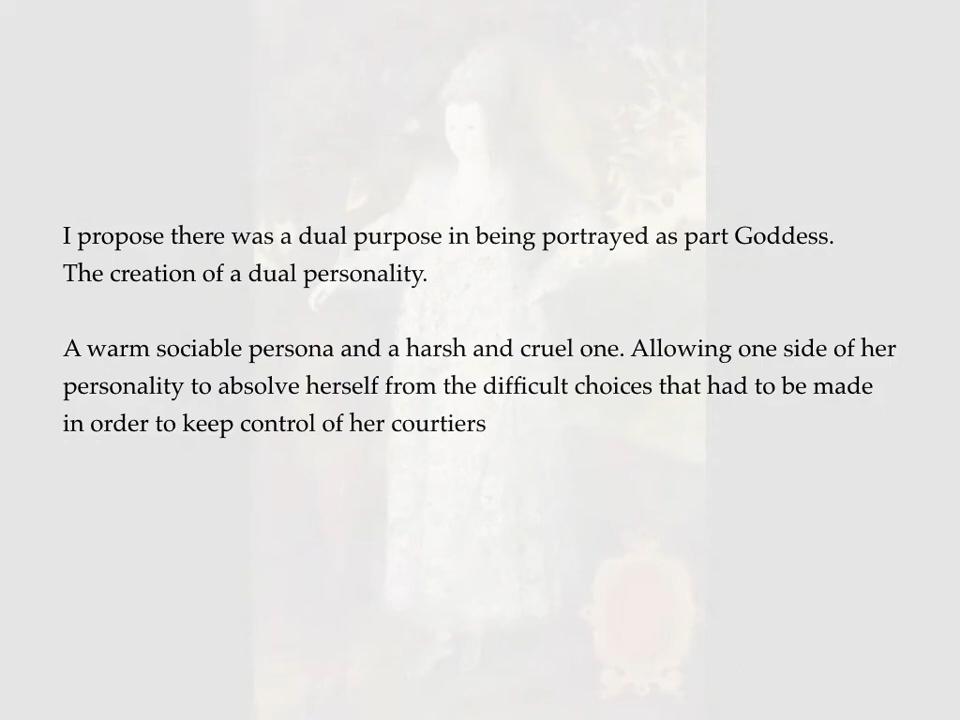 I propose there was a dual purpose in being portrayed as part Goddess.
The creation of a dual personality.
A warm sociable persona and a harsh and cruel one. Allowing one side of her
personality to absolve herself from the difficult choices that had to be made
in order to keep control of her courtiers